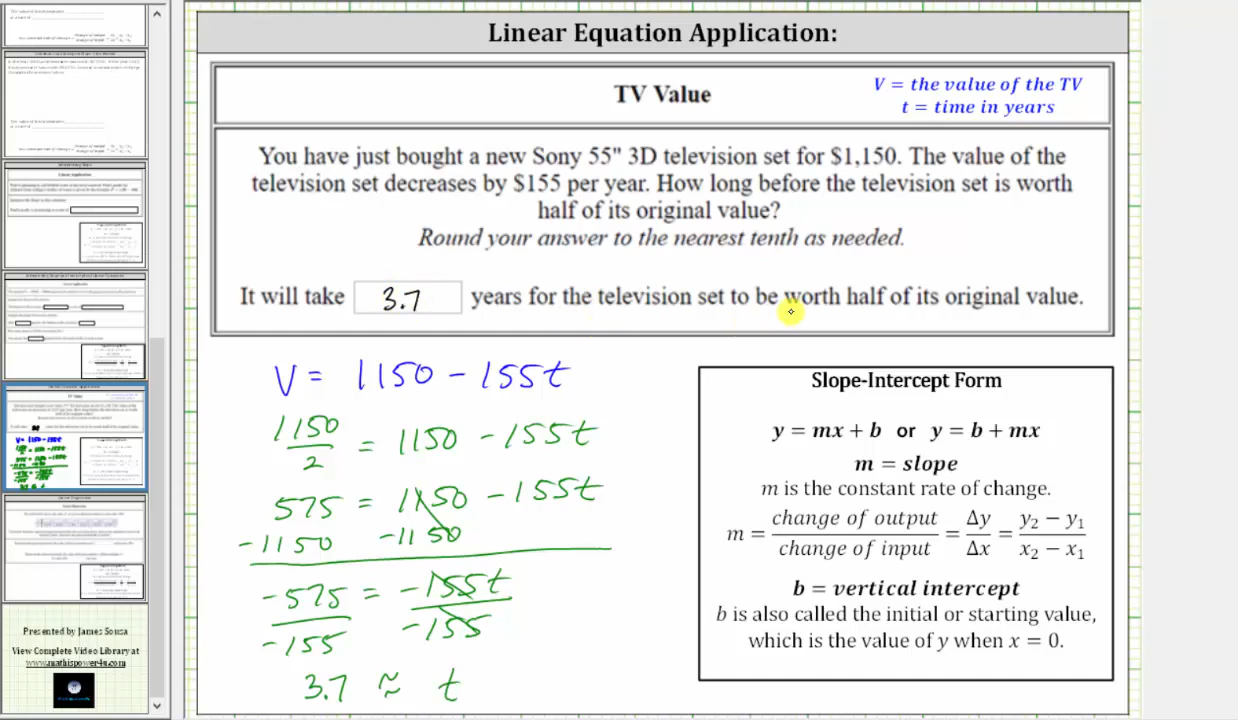 Linear Equation Application:
TV Value
V = the value of the TV
t = time in years
You have just bought a new Sony 55" 3D television set for $1,150. The value of the
television set decreases by $155 per year. How long before the television set is worth
half of its original value?
Round your answer to the nearest tenth as needed.
It will take 3.7 years for the television set to be worth half of its original value.
V = 1150 - 155t
1150/2 = 1150 - 155t
575 = 1150 - 155t
-1150 -1150
-575/-155 = -155t/-155
3.7 ≈ t
Slope-Intercept Form
y = mx + b or y = b + mx
m = slope
m is the constant rate of change.
m = change of output/change of input = Δy/Δx = y₂ − y₁/x₂ − x₁
b = vertical intercept
b is also called the initial or starting value,
which is the value of y when x = 0.
Presented by James Sousa
View Complete Video Library at
www.mathispower4u.com